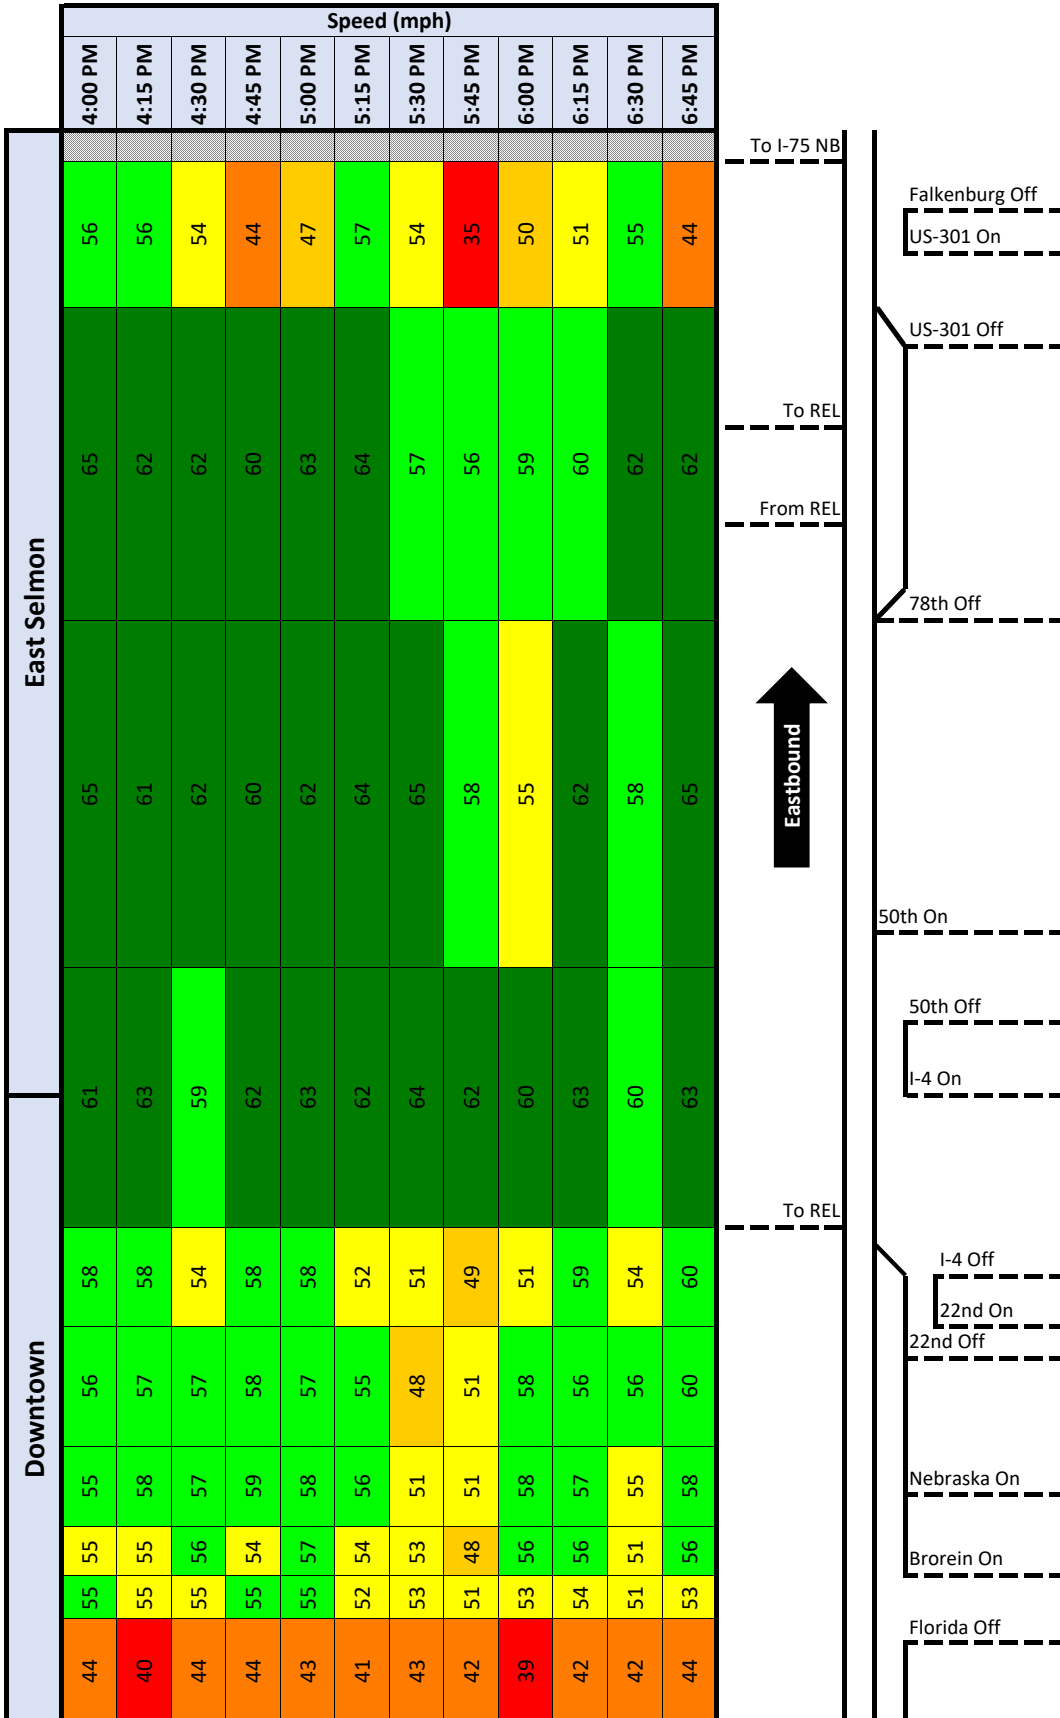 Speed (mph)
4:00 PM 4:15 PM 4:30 PM 4:45 PM 5:00 PM 5:15 PM 5:30 PM 5:45 PM 6:00 PM 6:15 PM 6:30 PM 6:45 PM
East Selmon
56 56 54 44 47 57 54 35 50 51 55 44
65 62 62 60 63 64 57 56 59 60 62 62
65 61 62 60 62 64 65 58 55 62 58 65
61 63 59 62 63 62 64 62 60 63 60 63
Downtown
58 58 54 58 58 52 51 49 51 59 54 60
56 57 57 58 57 55 48 51 58 56 56 60
55 58 57 59 58 56 51 51 58 57 55 58
55 55 56 54 57 54 53 48 56 56 51 56
55 55 55 55 55 52 53 51 53 54 51 53
44 40 44 44 43 41 43 42 39 42 42 44
To I-75 NB
To REL
From REL
Eastbound
To REL
Falkenburg Off
US-301 On
US-301 Off
78th Off
50th On
50th Off
I-4 On
I-4 Off
22nd On
22nd Off
Nebraska On
Brorein On
Florida Off